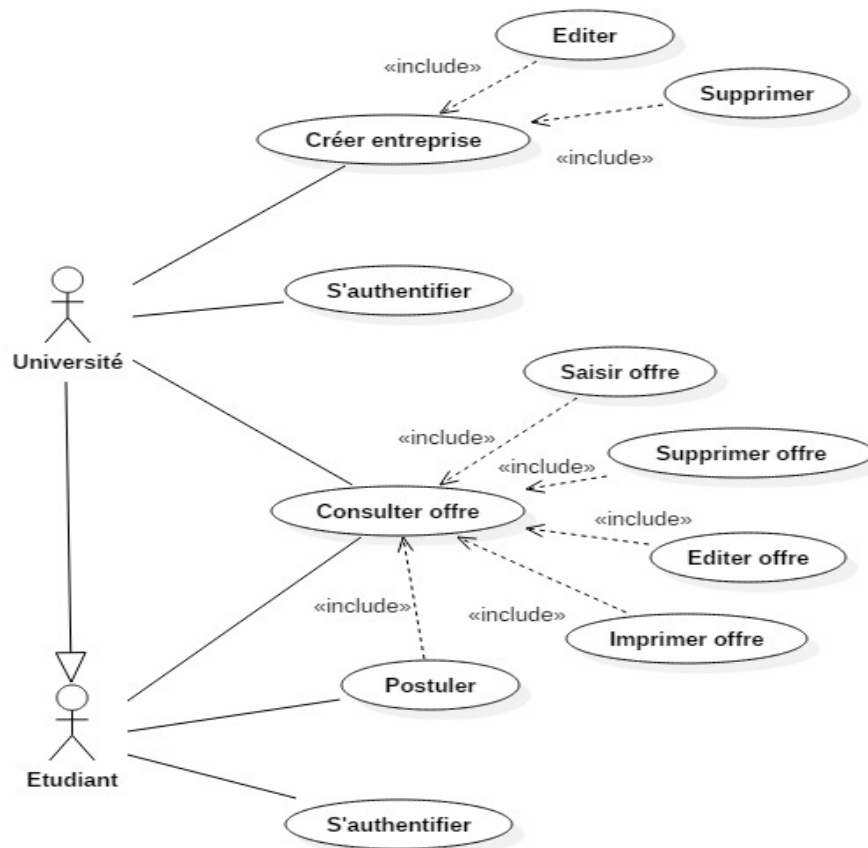 Editer
«include»
Supprimer
Créer entreprise
«include»
S'authentifier
Université
Saisir offre
«include»
Supprimer offre
«include»
Consulter offre
«include»
Editer offre
«include»
«include»
Imprimer offre
Postuler
Etudiant
S'authentifier